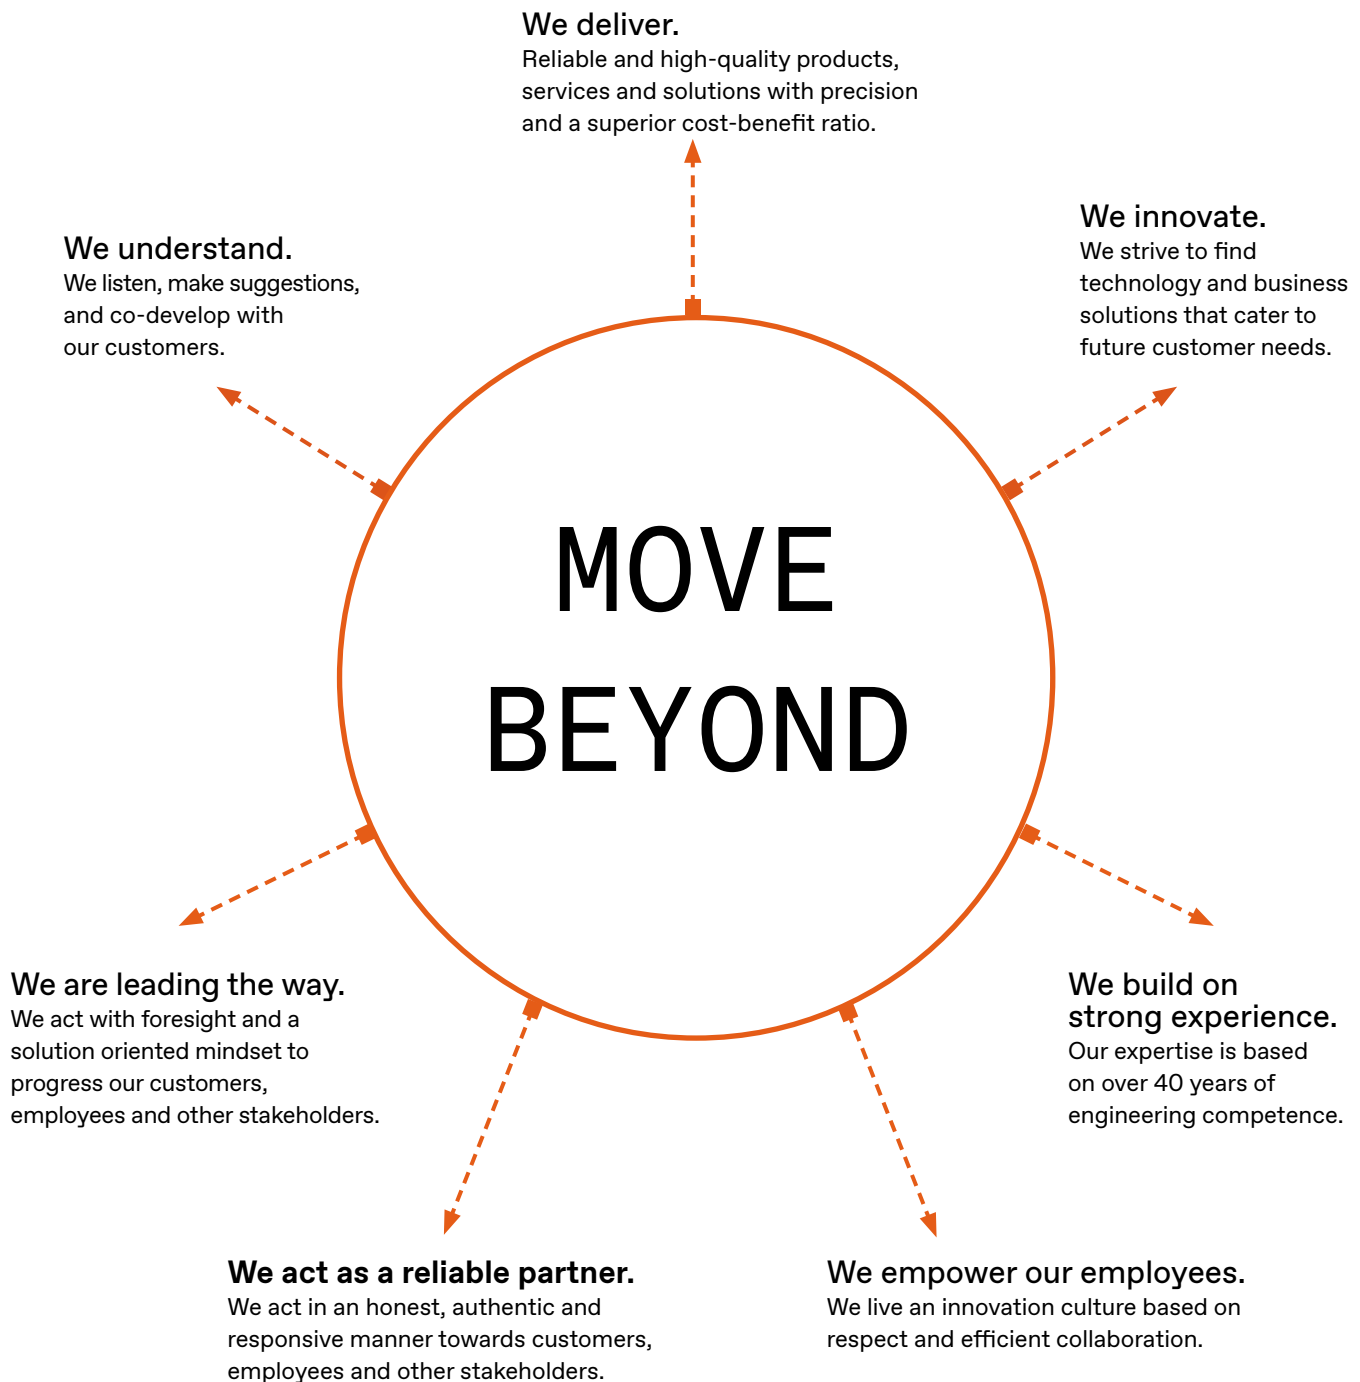 We deliver.
Reliable and high-quality products,
services and solutions with precision
and a superior cost-benefit ratio.
We innovate.
We strive to find
technology and business
solutions that cater to
future customer needs.
We understand.
We listen, make suggestions,
and co-develop with
our customers.
MOVE
BEYOND
We are leading the way.
We act with foresight and a
solution oriented mindset to
progress our customers,
employees and other stakeholders.
We build on
strong experience.
Our expertise is based
on over 40 years of
engineering competence.
We act as a reliable partner.
We act in an honest, authentic and
responsive manner towards customers,
employees and other stakeholders.
We empower our employees.
We live an innovation culture based on
respect and efficient collaboration.